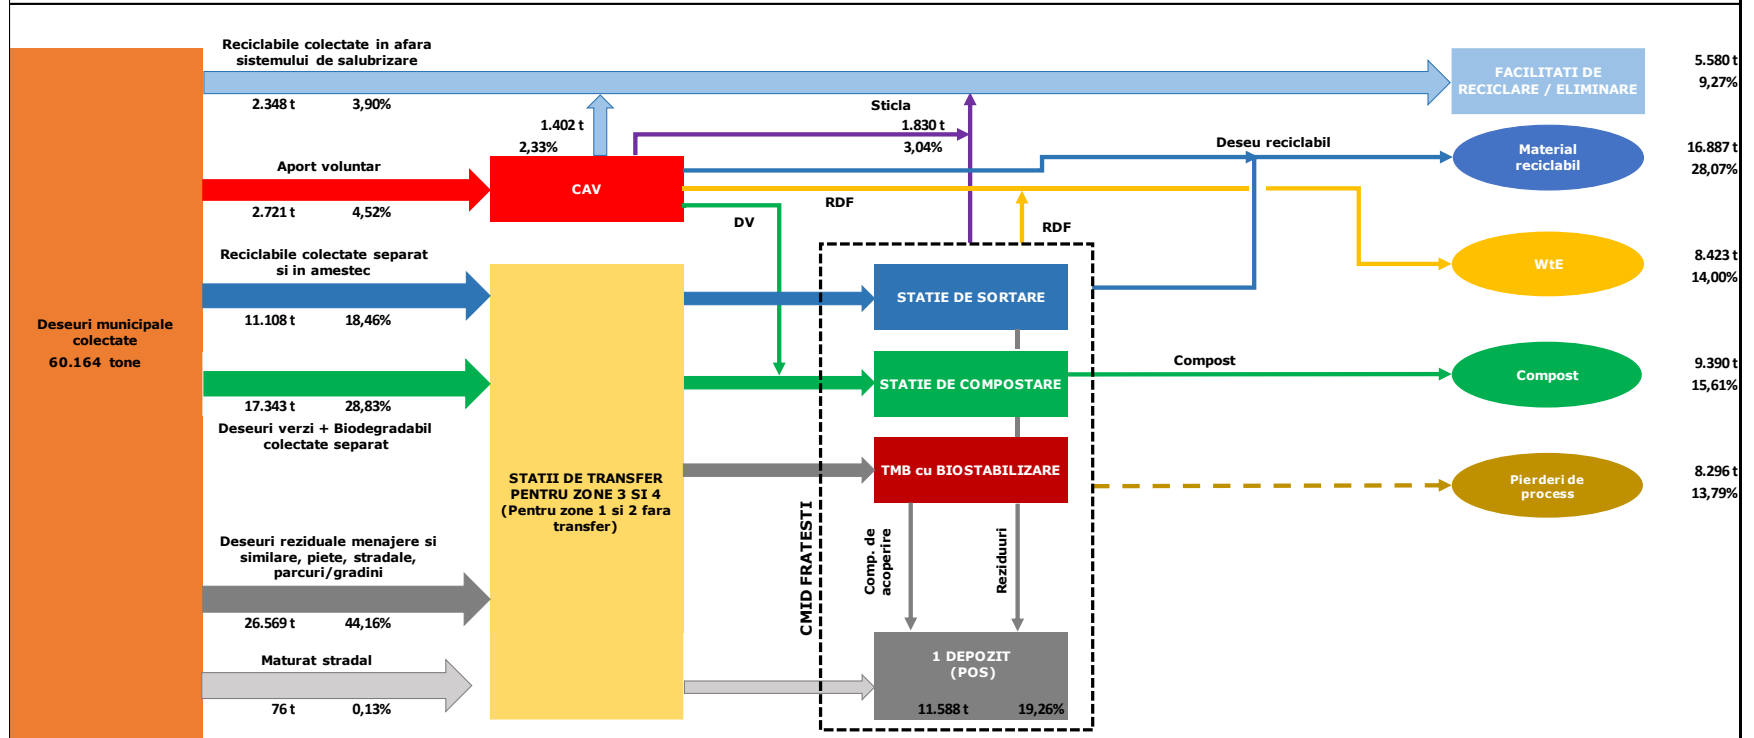 Reciclabile colectate in afara
sistemului de salubrizare
2.348 t 3,90%
1.402 t
2,33%
Sticla
1.830 t
3,04%
FACILITATI DE
RECICLARE / ELIMINARE
5.580 t
9,27%
Aport voluntar
2.721 t 4,52%
CAV
RDF
DV
RDF
Deseu reciclabil
Material
reciclabil
16.887 t
28,07%
Reciclabile colectate separat
si in amestec
11.108 t 18,46%
STATIE DE SORTARE
WtE
8.423 t
14,00%
Deseuri municipale
colectate
60.164 tone
17.343 t 28,83%
Deseuri verzi + Biodegradabil
colectate separat
STATIE DE COMPOSTARE
Compost
Compost
9.390 t
15,61%
STATII DE TRANSFER
PENTRU ZONE 3 SI 4
(Pentru zone 1 si 2 fara
transfer)
TMB cu BIOSTABILIZARE
Pierderi de
process
8.296 t
13,79%
Deseuri reziduale menajere si
similare, piete, stradale,
parcuri/gradini
26.569 t 44,16%
CMID FRATESTI
Comp. de
acoperire
Reziduuri
Maturat stradal
76 t 0,13%
1 DEPOZIT
(POS)
11.588 t 19,26%